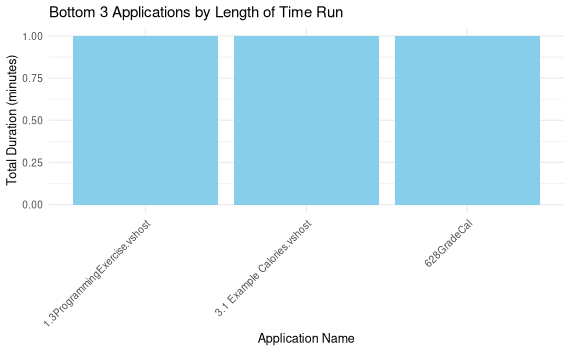 Bottom 3 Applications by Length of Time Run
Total Duration (minutes)
1.00
0.75
0.50
0.25
0.00
1.3ProgrammingExercise.vshost
3.1 Example Calories.vshost
628GradeCal
Application Name